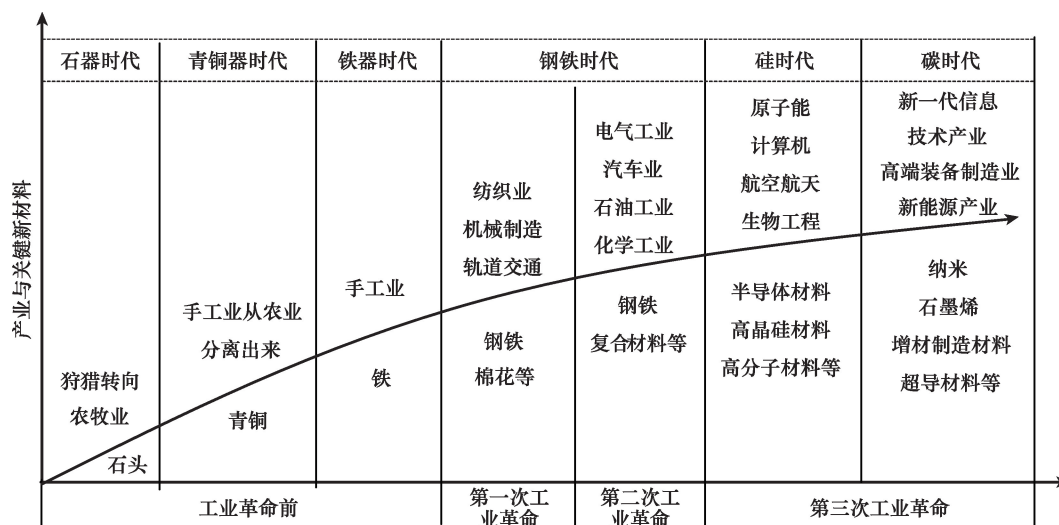 产业与关键新材料
石器时代
青铜器时代
铁器时代
钢铁时代
硅时代
碳时代
狩猎转向
农牧业
石头
手工业从农业
分离出来
青铜
手工业
铁
纺织业
机械制造
轨道交通
钢铁
棉花等
电气工业
汽车业
石油工业
化学工业
钢铁
复合材料等
原子能
计算机
航空航天
生物工程
半导体材料
高晶硅材料
高分子材料等
新一代信息
技术产业
高端装备制造业
新能源产业
纳米
石墨烯
增材制造材料
超导材料等
工业革命前
第一次工
业革命
第二次工
业革命
第三次工业革命